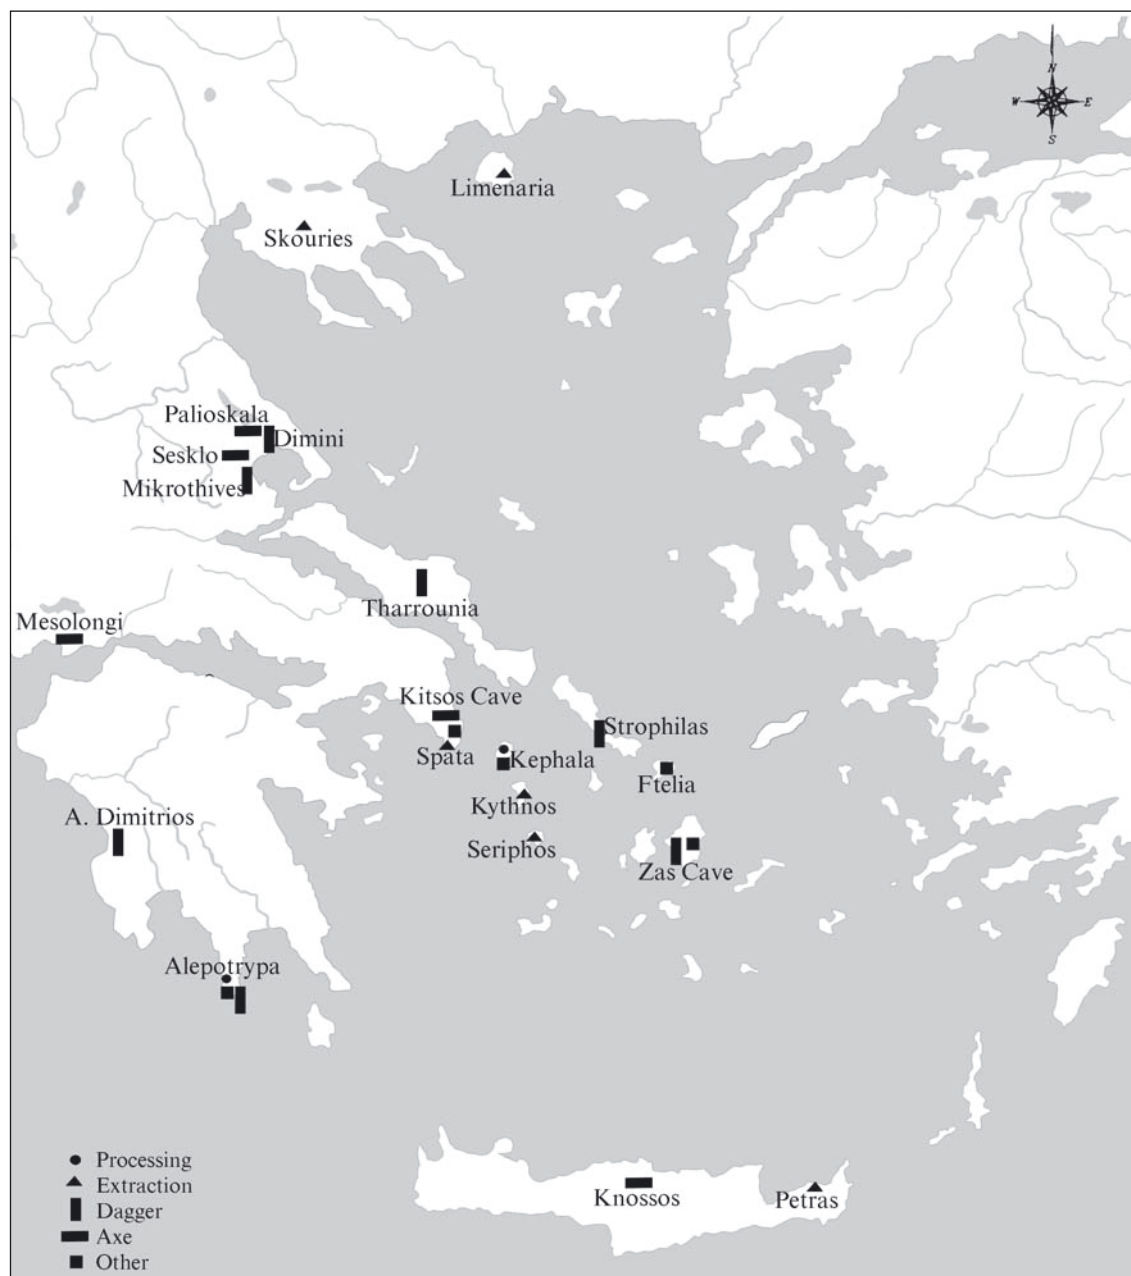 N
W E
S
Limenaria
Skouries
Palioskala
Dimini
Sesklo
Mikrothives
Tharrounia
Mesolongi
Kitsos Cave
Strophilas
Spata
Kephala
Ftelia
Kythnos
A. Dimitrios
Seriphos
Zas Cave
Alepotrypa
Processing
Extraction
Dagger
Axe
Other
Knossos
Petras